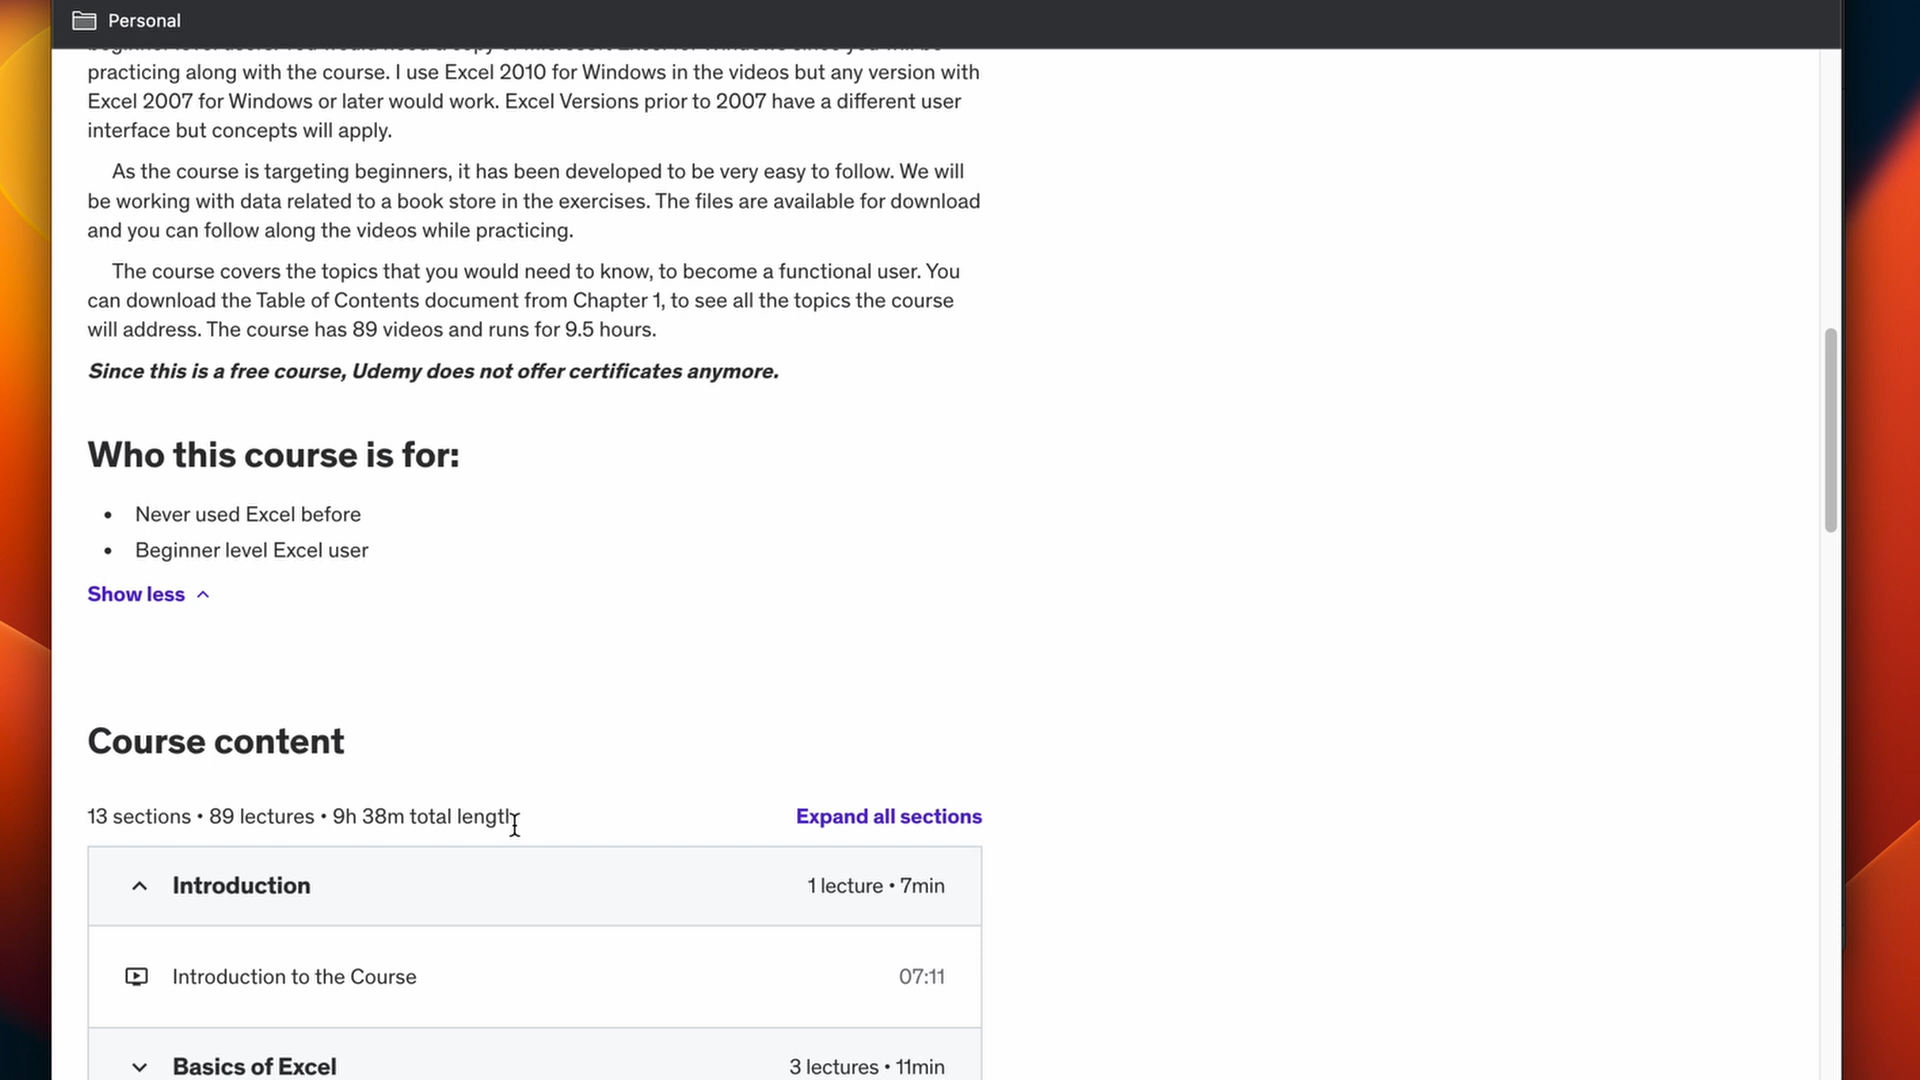 Personal
practicing along with the course. I use Excel 2010 for Windows in the videos but any version with
Excel 2007 for Windows or later would work. Excel Versions prior to 2007 have a different user
interface but concepts will apply.
As the course is targeting beginners, it has been developed to be very easy to follow. We will
be working with data related to a book store in the exercises. The files are available for download
and you can follow along the videos while practicing.
The course covers the topics that you would need to know, to become a functional user. You
can download the Table of Contents document from Chapter 1, to see all the topics the course
will address. The course has 89 videos and runs for 9.5 hours.
Since this is a free course, Udemy does not offer certificates anymore.
Who this course is for:
• Never used Excel before
• Beginner level Excel user
Show less
Course content
13 sections • 89 lectures • 9h 38m total length
Expand all sections
Introduction
1 lecture • 7min
Introduction to the Course
07:11
Basics of Excel
3 lectures • 11min